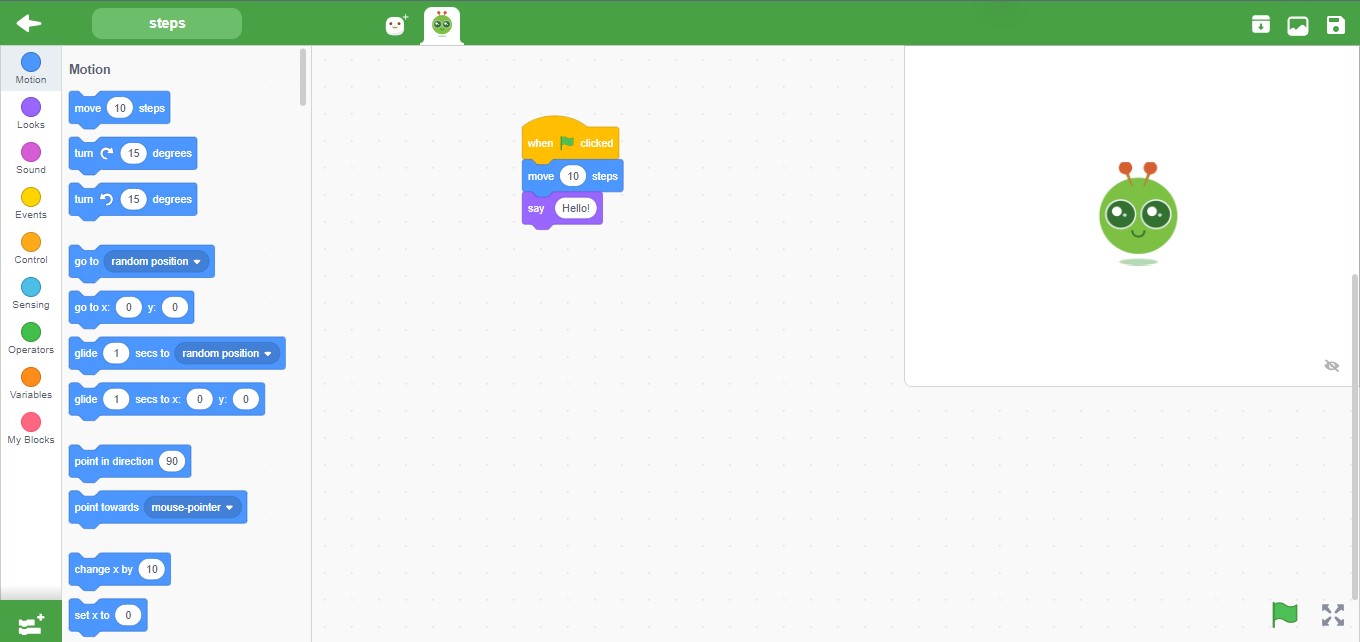 steps
Motion
Looks
Sound
Events
Control
Sensing
Operators
Variables
My Blocks
Motion
move 10 steps
turn 15 degrees
turn 15 degrees
go to random position
go to x: 0 y: 0
glide 1 secs to random position
glide 1 secs to x: 0 y: 0
point in direction 90
point towards mouse-pointer
change x by 10
set x to 0
when clicked
move 10 steps
say Hello!